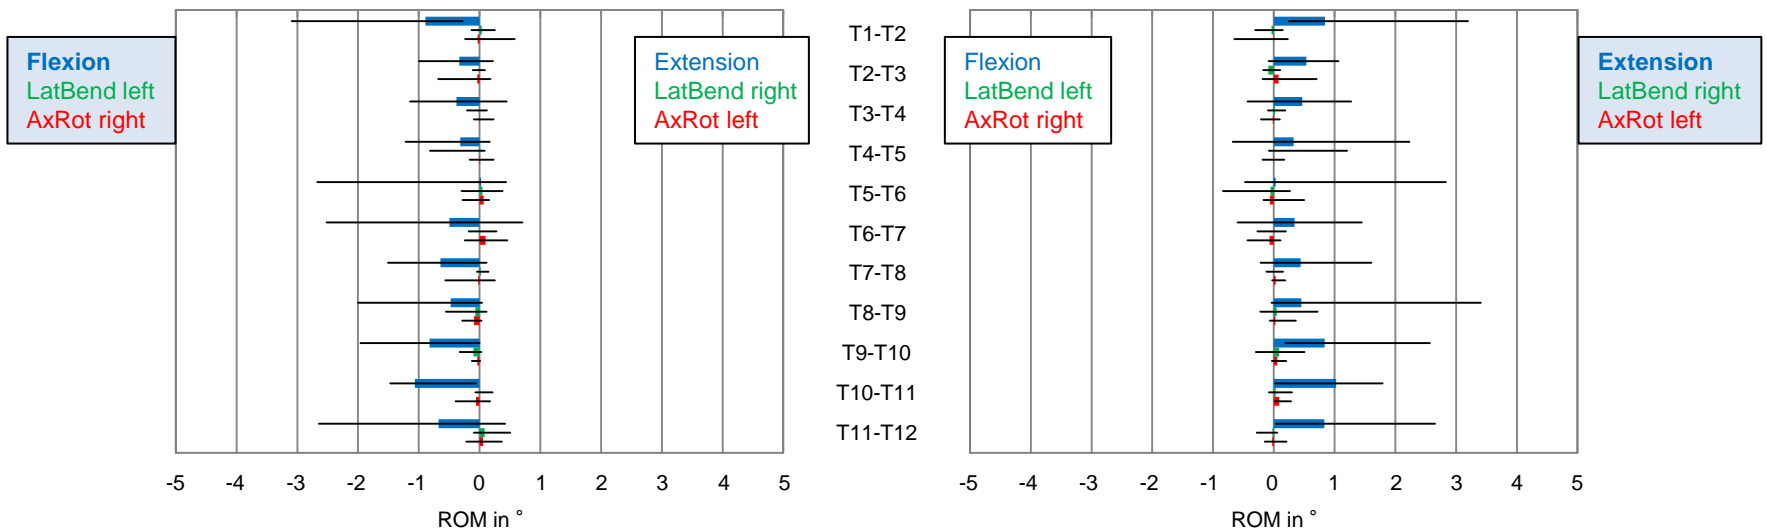 Flexion
LatBend left
AxRot right
Extension
LatBend right
AxRot left
T1-T2
T2-T3
T3-T4
T4-T5
T5-T6
T6-T7
T7-T8
T8-T9
T9-T10
T10-T11
T11-T12
Flexion
LatBend left
AxRot right
Extension
LatBend right
AxRot left
-5 -4 -3 -2 -1 0 1 2 3 4 5
ROM in °
-5 -4 -3 -2 -1 0 1 2 3 4 5
ROM in °